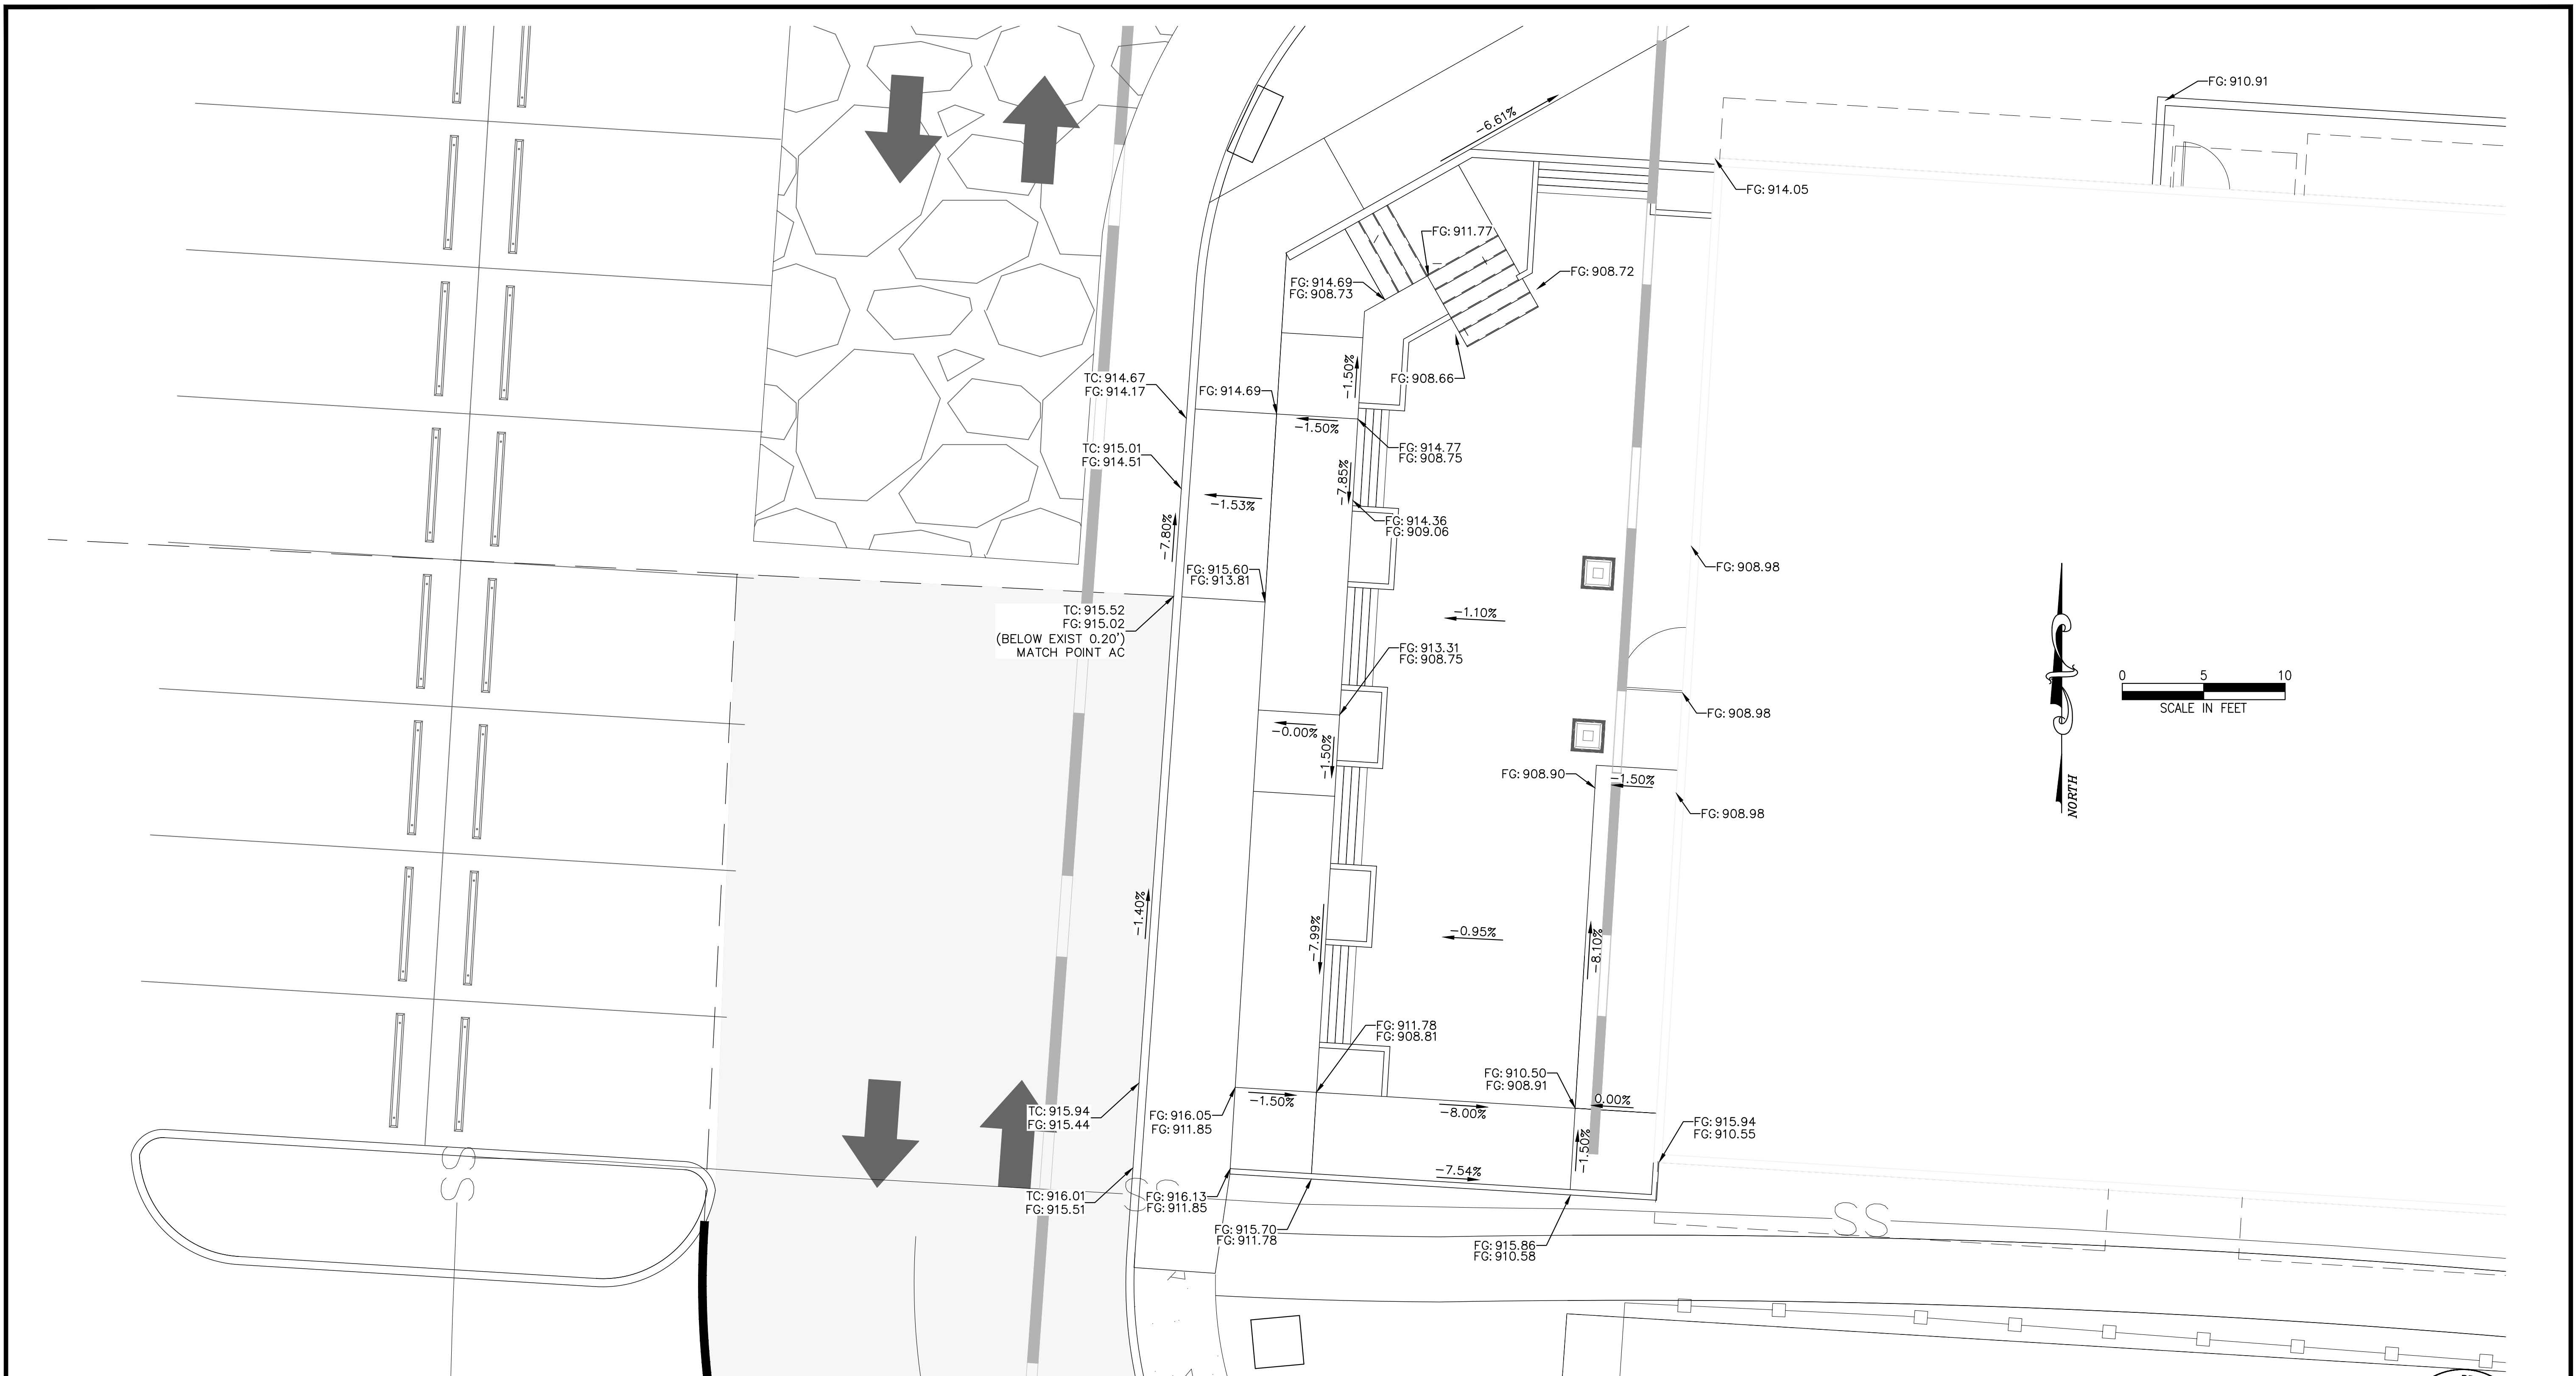 FG: 910.91
-6.61%
FG: 914.05
FG: 911.77
FG: 908.72
FG: 914.69
FG: 908.73
-1.50%
TC: 914.67
FG: 914.17
FG: 914.69
FG: 908.66
-1.50%
FG: 914.77
FG: 908.75
TC: 915.01
FG: 914.51
-7.85%
-1.53%
FG: 914.36
FG: 909.06
-7.80%
FG: 915.60
FG: 913.81
FG: 908.98
TC: 915.52
FG: 915.02
(BELOW EXIST 0.20')
MATCH POINT AC
-1.10%
FG: 913.31
FG: 908.75
0 5 10
SCALE IN FEET
FG: 908.98
-0.00%
-1.50%
FG: 908.90
-1.50%
NORTH
FG: 908.98
-1.40%
-7.99%
-0.95%
-8.10%
FG: 911.78
FG: 908.81
FG: 910.50
FG: 908.91
0.00%
TC: 915.94
FG: 915.44
FG: 916.05
FG: 911.85
-1.50%
-8.00%
FG: 915.94
FG: 910.55
-1.50%
SS
-7.54%
TC: 916.01
FG: 915.51
SS
FG: 916.13
FG: 911.85
SS
FG: 915.70
FG: 911.78
FG: 915.86
FG: 910.58